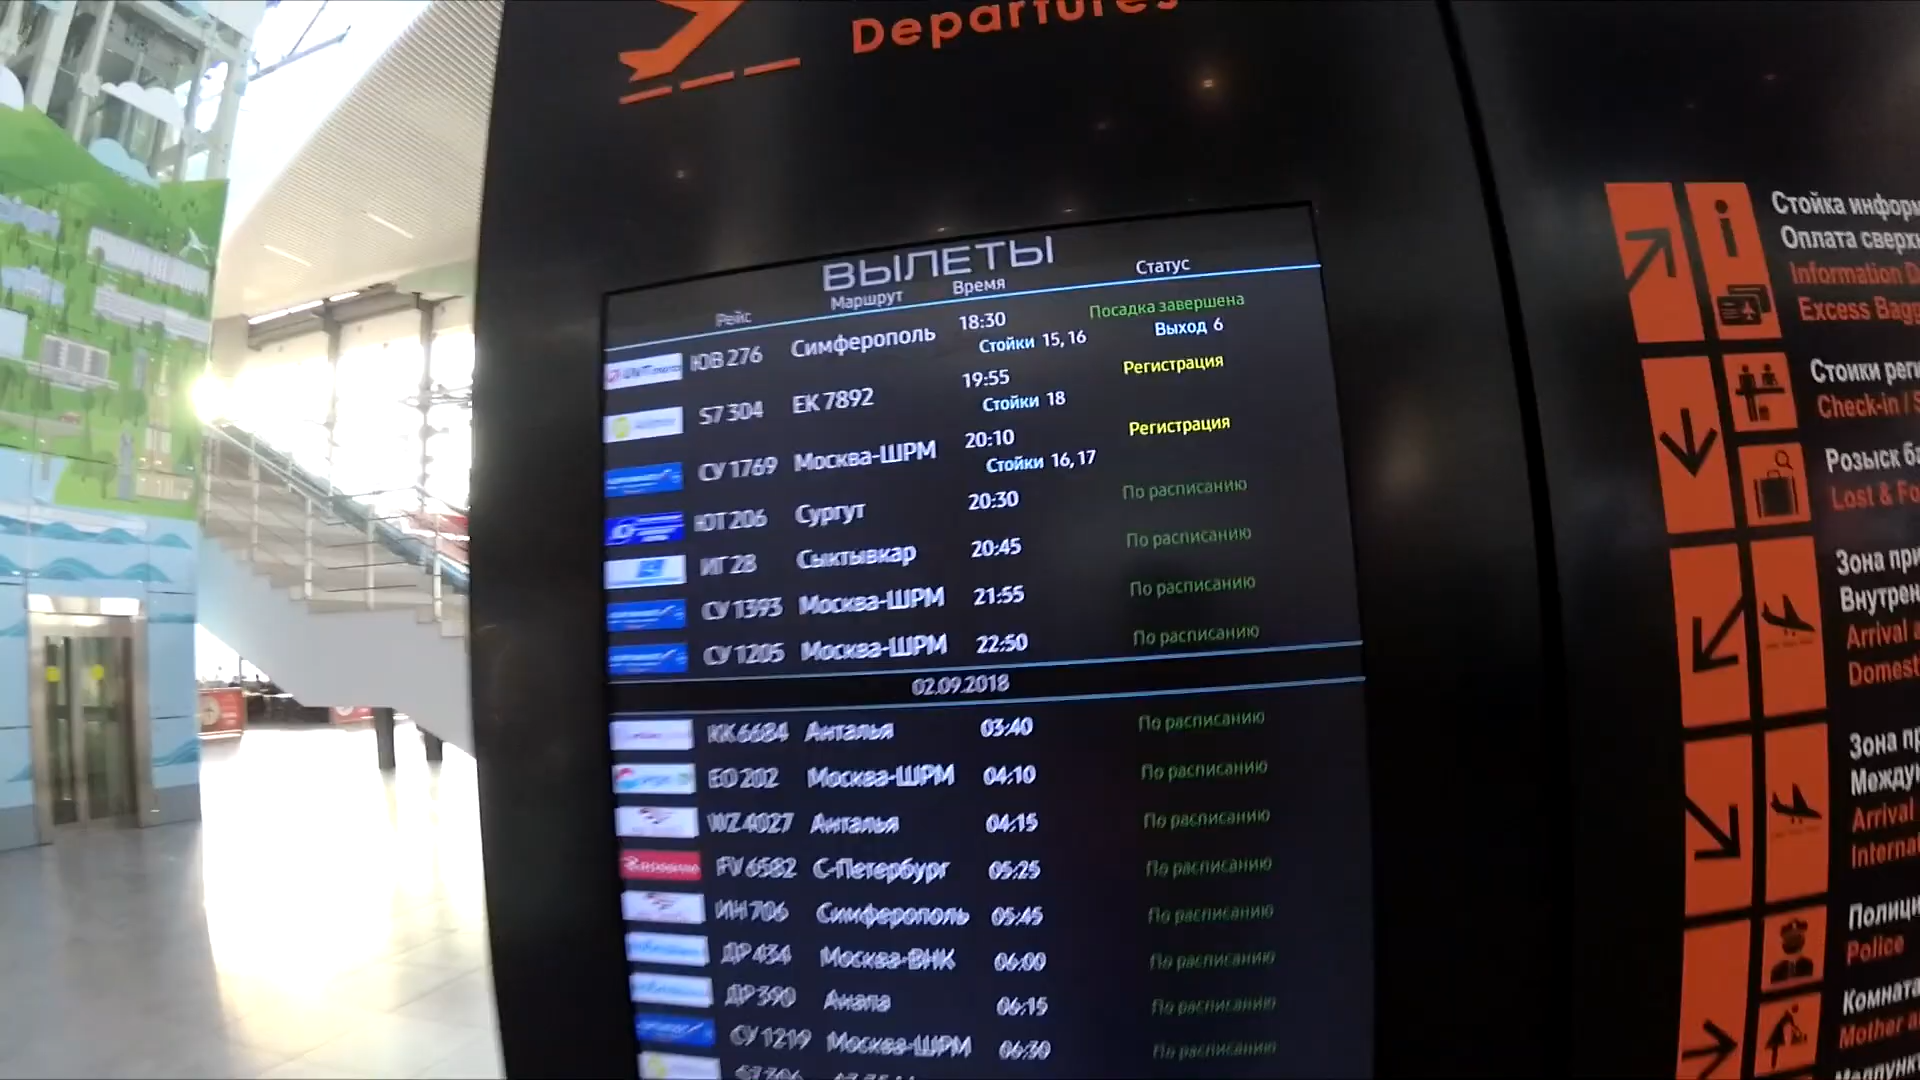 Departures
ВЫЛЕТЫ
Рейс Маршрут Время Статус
ЮВ 276 Симферополь 18:30 Посадка завершена
Стойки 15, 16 Выход 6
S7 304 ЕК 7892 19:55 Регистрация
Стойки 18
СУ 1769 Москва-ШРМ 20:10 Регистрация
Стойки 16, 17
ЮТ 206 Сургут 20:30 По расписанию
ИГ 28 Сыктывкар 20:45 По расписанию
СУ 1393 Москва-ШРМ 21:55 По расписанию
СУ 1205 Москва-ШРМ 22:50 По расписанию
02.09.2018
КК 6684 Анталья 03:40 По расписанию
ЕО 202 Москва-ШРМ 04:10 По расписанию
WZ 4027 Анталья 04:15 По расписанию
FV 6582 С-Петербург 05:25 По расписанию
ИН 706 Симферополь 05:45 По расписанию
ДР 434 Москва-ВНК 06:00 По расписанию
ДР 390 Анапа 06:15 По расписанию
СУ 1219 Москва-ШРМ 06:30 По расписанию
Стойка информ
Оплата сверх
Information D
Excess Bagg
Стойки реги
Check-in / S
Розыск ба
Lost & Fo
Зона при
Внутрен
Arrival a
Domest
Зона пр
Между
Arrival
Interna
Полици
Police
Комната
Mother a
Медпунк